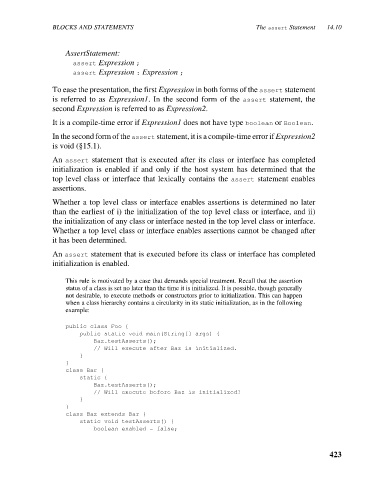 BLOCKS AND STATEMENTS The assert Statement 14.10
AssertStatement:
assert Expression ;
assert Expression : Expression ;
To ease the presentation, the first Expression in both forms of the assert statement
is referred to as Expression1. In the second form of the assert statement, the
second Expression is referred to as Expression2.
It is a compile-time error if Expression1 does not have type boolean or Boolean.
In the second form of the assert statement, it is a compile-time error if Expression2
is void (§15.1).
An assert statement that is executed after its class or interface has completed
initialization is enabled if and only if the host system has determined that the
top level class or interface that lexically contains the assert statement enables
assertions.
Whether a top level class or interface enables assertions is determined no later
than the earliest of i) the initialization of the top level class or interface, and ii)
the initialization of any class or interface nested in the top level class or interface.
Whether a top level class or interface enables assertions cannot be changed after
it has been determined.
An assert statement that is executed before its class or interface has completed
initialization is enabled.
This rule is motivated by a case that demands special treatment. Recall that the assertion
status of a class is set no later than the time it is initialized. It is possible, though generally
not desirable, to execute methods or constructors prior to initialization. This can happen
when a class hierarchy contains a circularity in its static initialization, as in the following
example:
public class Foo {
public static void main(String[] args) {
Baz.testAsserts();
// Will execute after Baz is initialized.
}
}
class Bar {
static {
Baz.testAsserts();
// Will execute before Baz is initialized!
}
}
class Baz extends Bar {
static void testAsserts() {
boolean enabled = false;
423